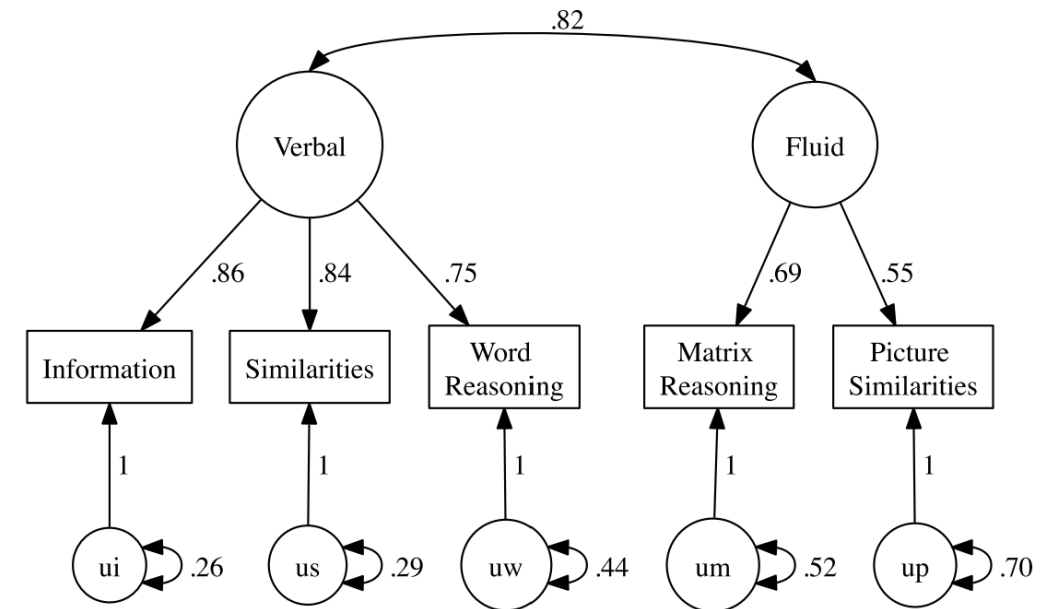 .82
Verbal
Fluid
.86
.84
.75
.69
.55
Information
Similarities
Word
Reasoning
Matrix
Reasoning
Picture
Similarities
1
1
1
1
1
ui
.26
us
.29
uw
.44
um
.52
up
.70